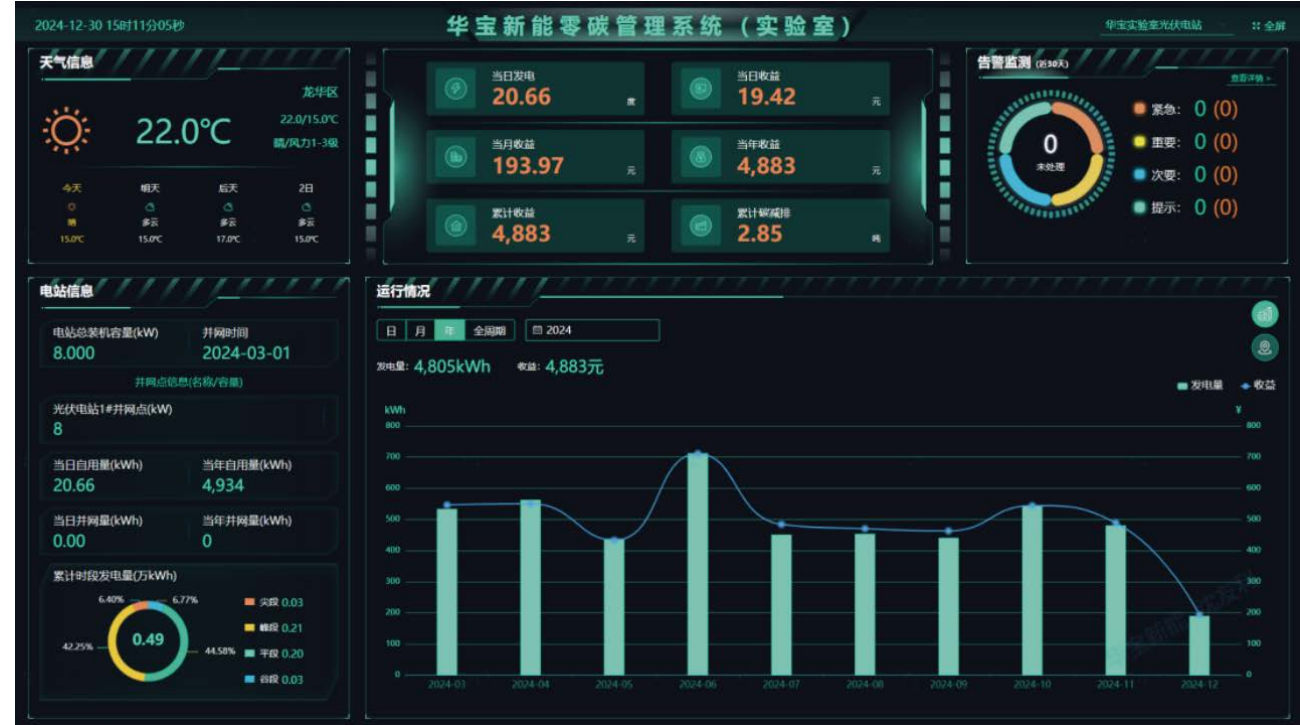 2024-12-30 15时11分05秒
华宝新能零碳管理系统（实验室）
华宝实验室光伏电站
全屏
天气信息
龙华区
22.0℃
22.0/15.0℃
晴/风力1-3级
今天 明天 后天 2日
晴 多云 多云 多云
15.0℃ 15.0℃ 17.0℃ 15.0℃
当日发电
20.66 度
当日收益
19.42 元
当月收益
193.97 元
当年收益
4,883 元
累计收益
4,883 元
累计碳减排
2.85 吨
告警监测 (近30天)
查看详情 >
0
未处理
紧急: 0 (0)
重要: 0 (0)
次要: 0 (0)
提示: 0 (0)
电站信息
电站总装机容量(kW) 并网时间
8.000 2024-03-01
并网点信息(名称/容量)
光伏电站1#并网点(kW)
8
当日自用量(kWh) 当年自用量(kWh)
20.66 4,934
当日并网量(kWh) 当年并网量(kWh)
0.00 0
累计时段发电量(万kWh)
6.40% 6.77%
42.25% 0.49 44.58%
尖段 0.03
峰段 0.21
平段 0.20
谷段 0.03
运行情况
日 月 年 全周期 2024
发电量: 4,805kWh 收益: 4,883元
发电量 收益
kWh ¥
800 800
700 700
600 600
500 500
400 400
300 300
200 200
100 100
0 0
2024-03 2024-04 2024-05 2024-06 2024-07 2024-08 2024-09 2024-10 2024-11 2024-12